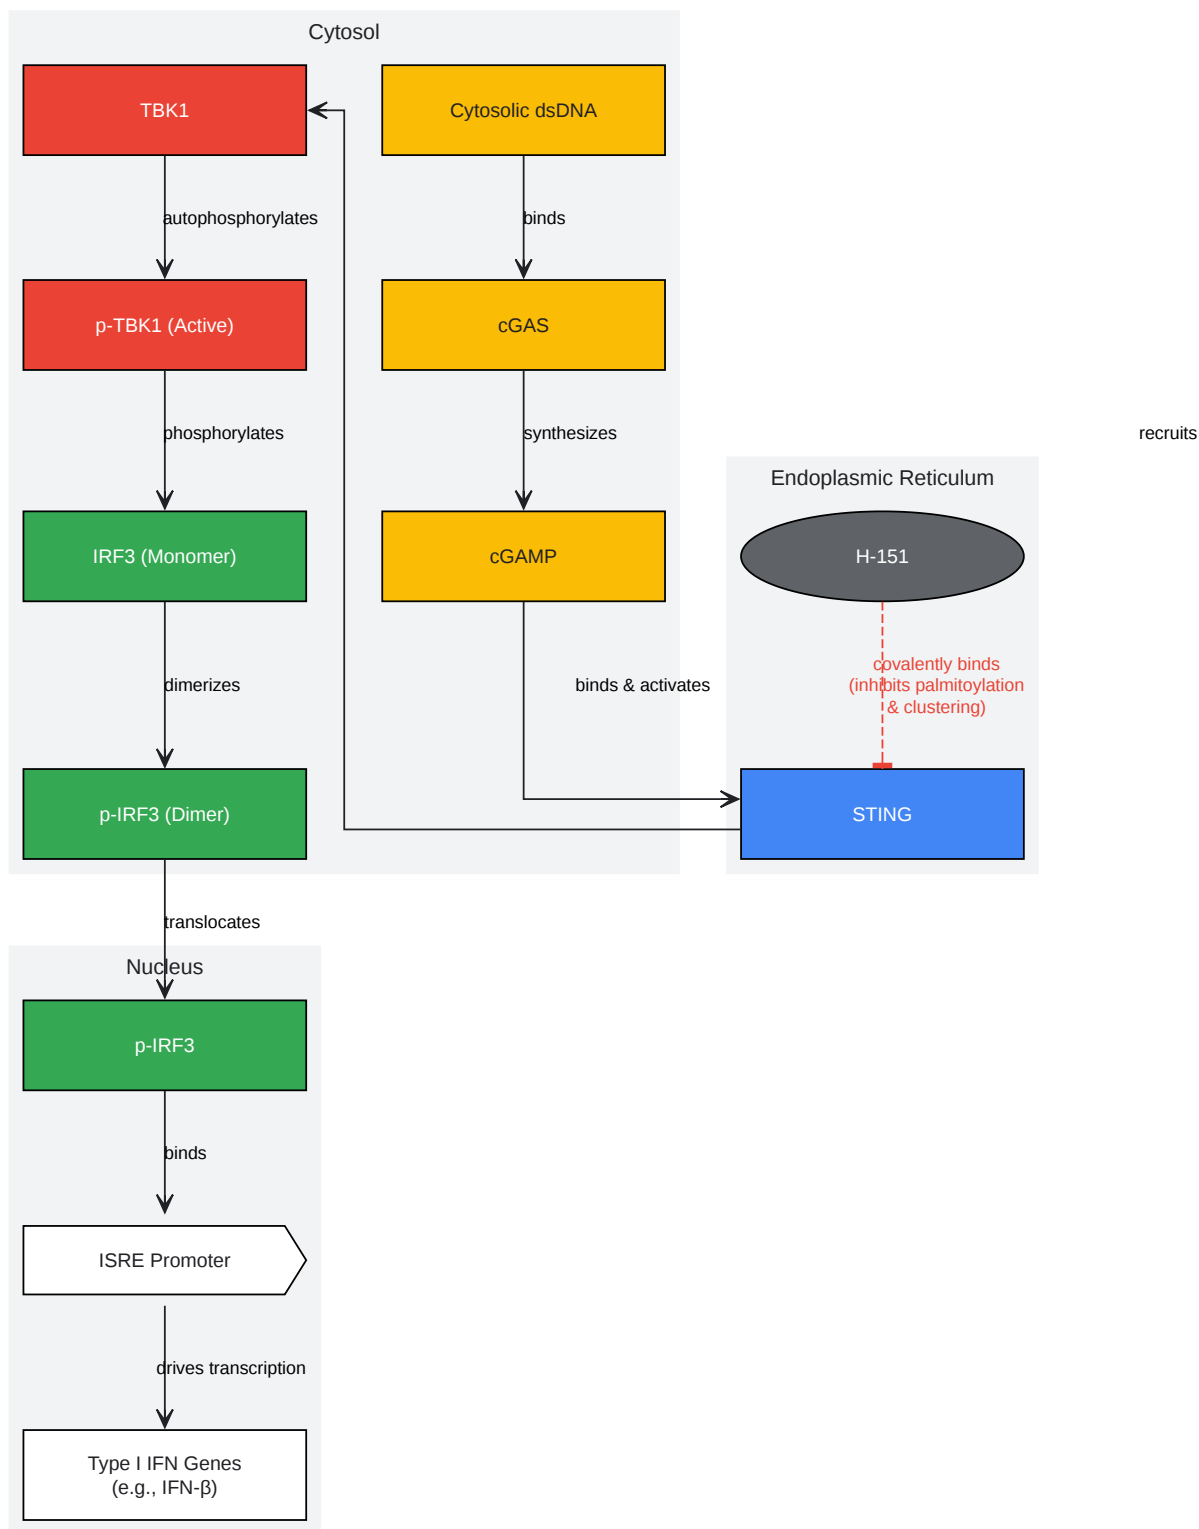 Cytosol
TBK1
Cytosolic dsDNA
autophosphorylates
binds
p-TBK1 (Active)
cGAS
phosphorylates
synthesizes
recruits
Endoplasmic Reticulum
IRF3 (Monomer)
cGAMP
H-151
dimerizes
binds & activates
covalently binds
(inhibits palmitoylation
& clustering)
p-IRF3 (Dimer)
STING
translocates
Nucleus
p-IRF3
binds
ISRE Promoter
drives transcription
Type I IFN Genes
(e.g., IFN-β)